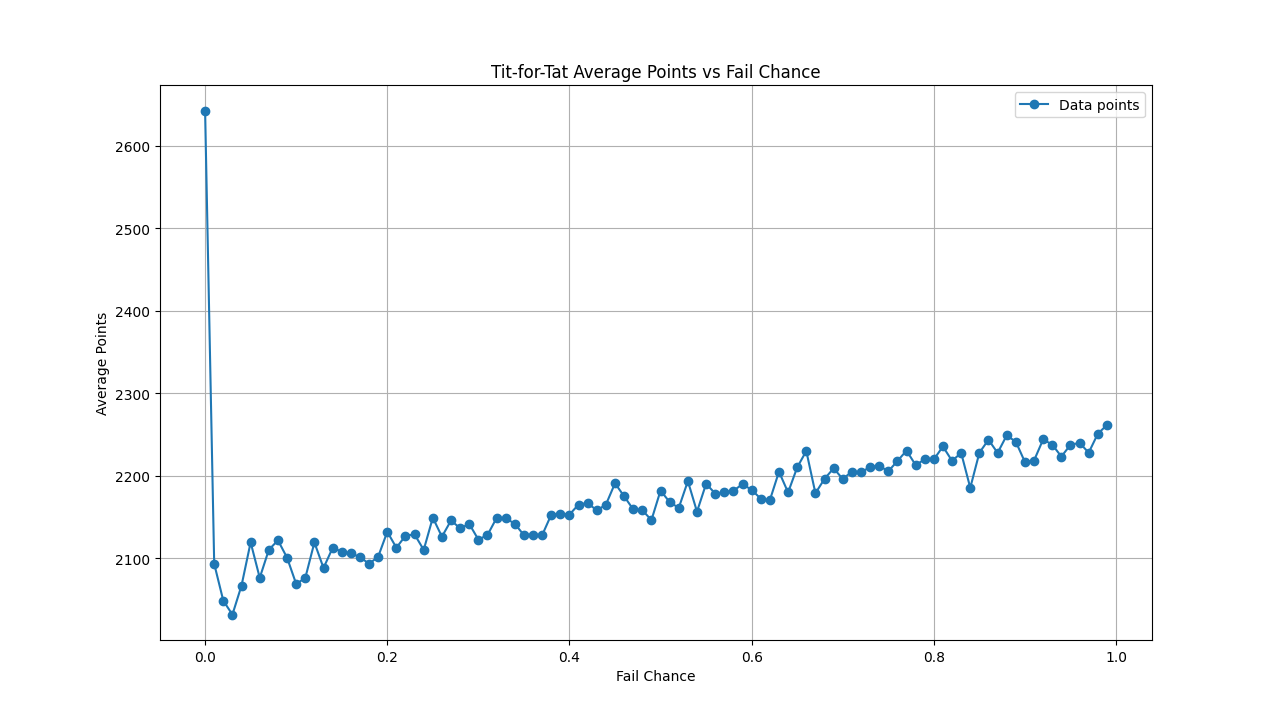 Tit-for-Tat Average Points vs Fail Chance
Data points
2600
2500
2400
2300
2200
2100
Average Points
0.0 0.2 0.4 0.6 0.8 1.0
Fail Chance